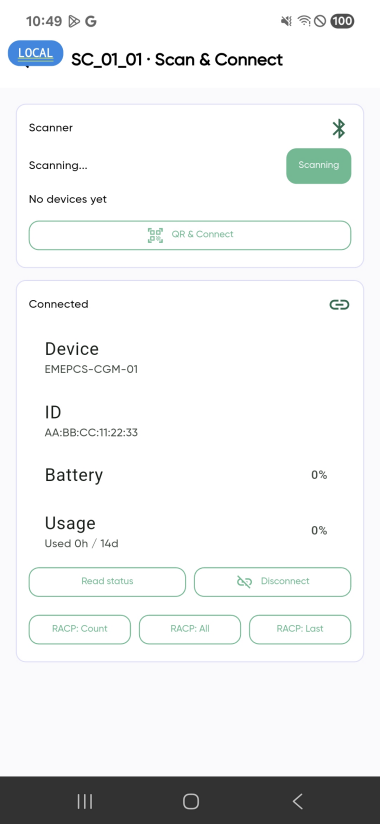 10:49 G 100
LOCAL
SC_01_01 · Scan & Connect
Scanner
Scanning...
Scanning
No devices yet
QR & Connect
Connected
Device
EMEPCS-CGM-01
ID
AA:BB:CC:11:22:33
Battery
0%
Usage
0%
Used 0h / 14d
Read status
Disconnect
RACP: Count
RACP: All
RACP: Last